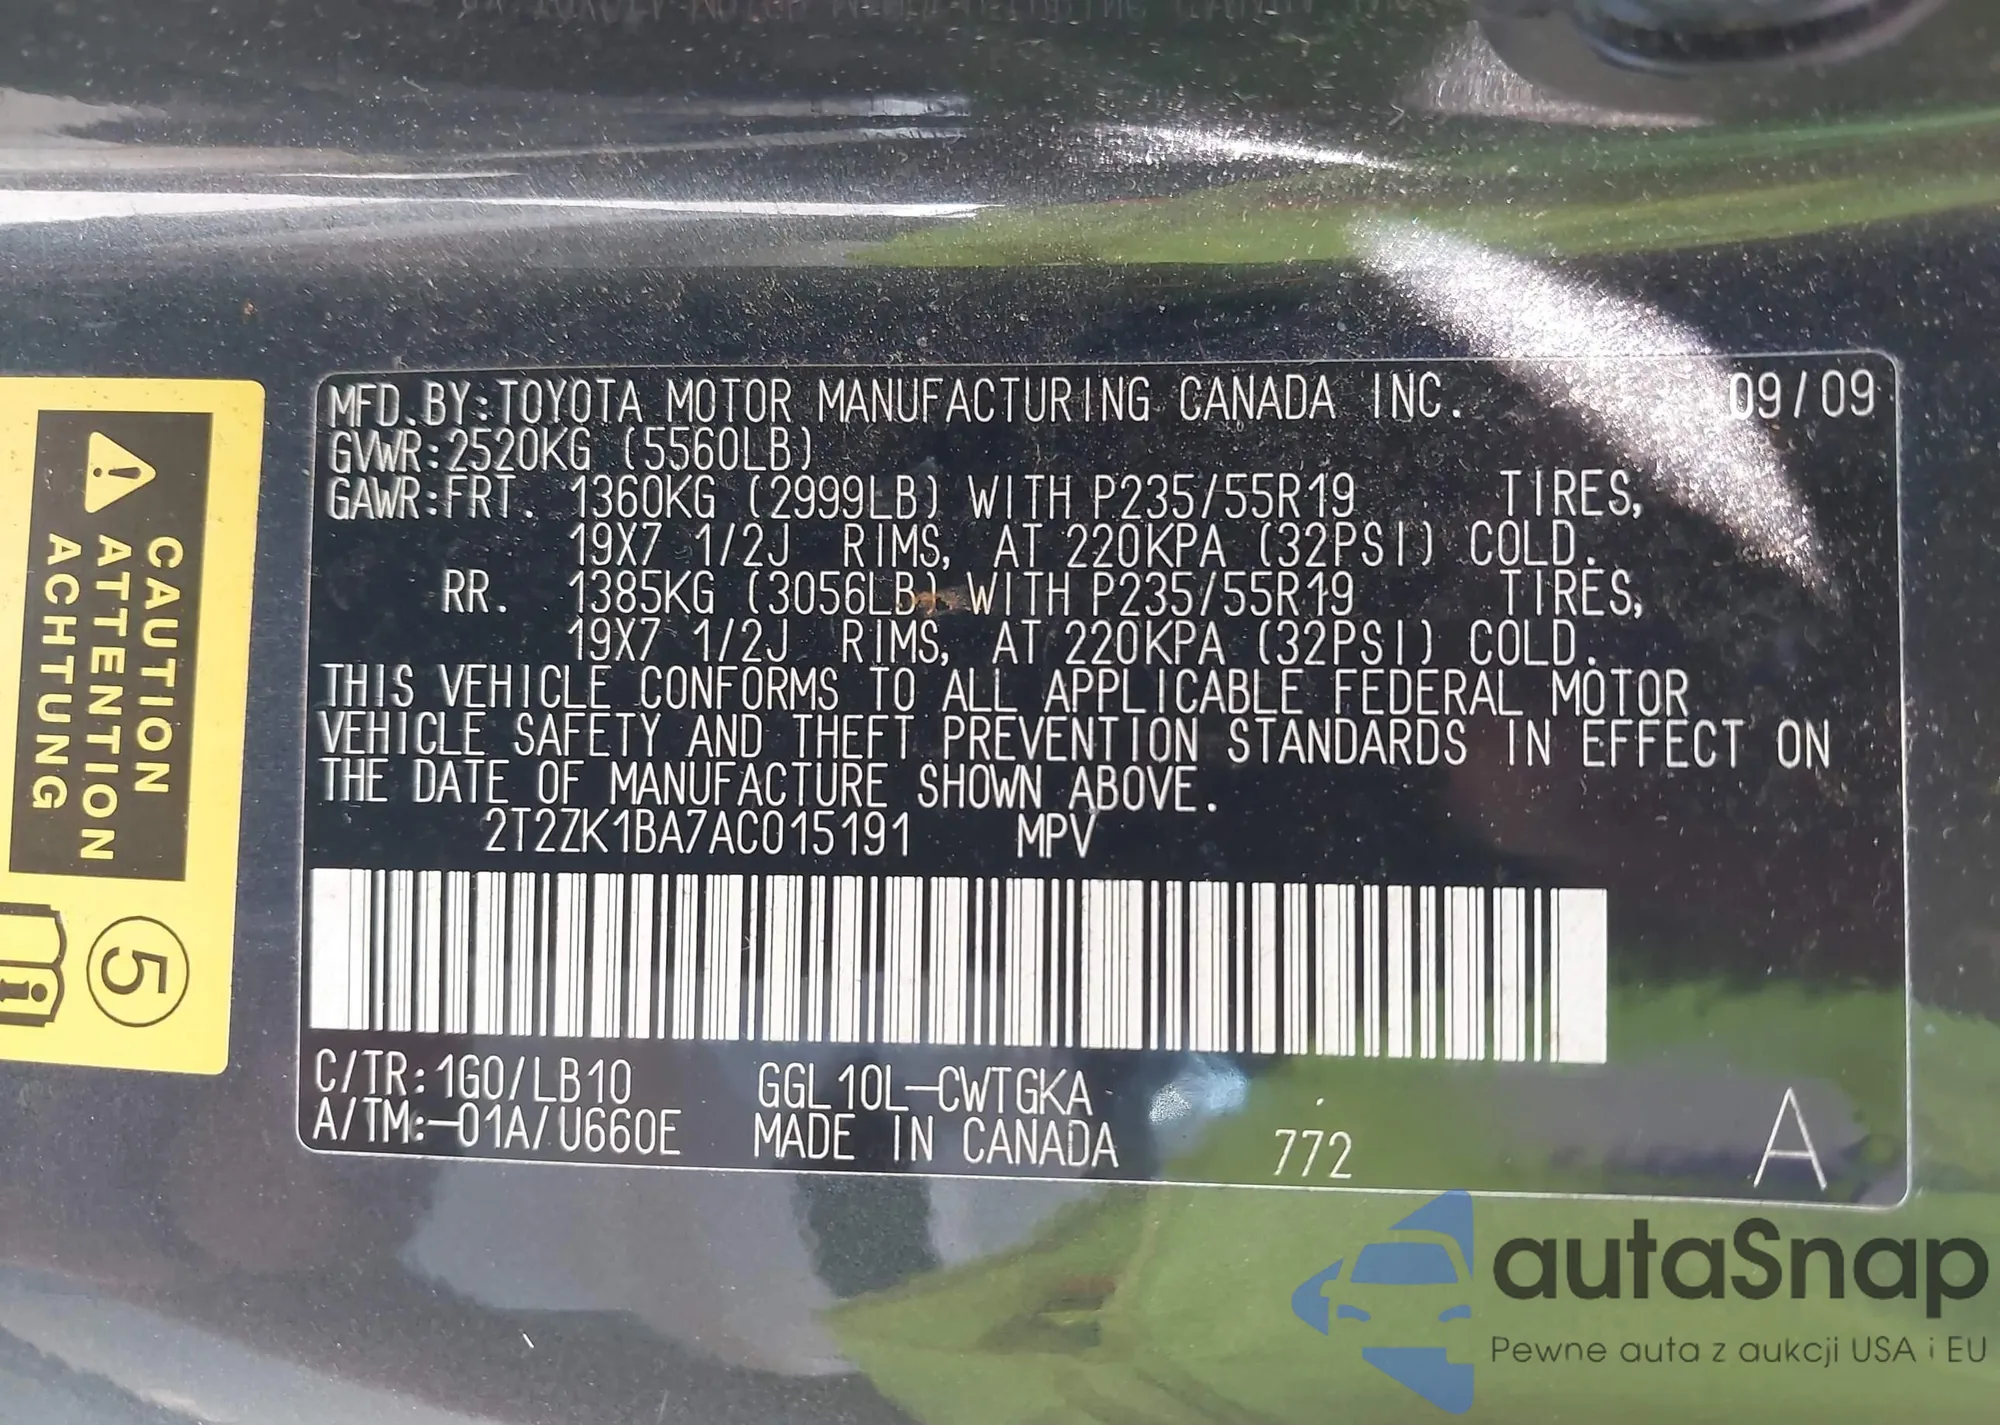 MFD.BY:TOYOTA MOTOR MANUFACTURING CANADA INC. 09/09
GVWR:2520KG (5560LB)
GAWR:FRT. 1360KG (2999LB) WITH P235/55R19 TIRES,
19X7 1/2J RIMS, AT 220KPA (32PSI) COLD.
RR. 1385KG (3056LB) WITH P235/55R19 TIRES,
19X7 1/2J RIMS, AT 220KPA (32PSI) COLD.
THIS VEHICLE CONFORMS TO ALL APPLICABLE FEDERAL MOTOR
VEHICLE SAFETY AND THEFT PREVENTION STANDARDS IN EFFECT ON
THE DATE OF MANUFACTURE SHOWN ABOVE.
2T2ZK1BA7AC015191 MPV
C/TR:1G0/LB10 GGL10L-CWTGKA
A/TM:-01A/U660E MADE IN CANADA 772 A
CAUTION
ATTENTION
ACHTUNG
5
i
autaSnap
Pewne auta z aukcji USA i EU